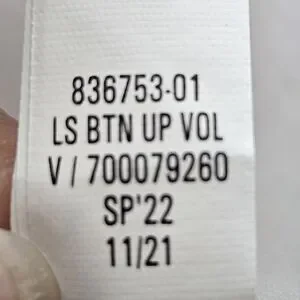 836753-01
LS BTN UP VOL
V / 700079260
SP'22
11/21